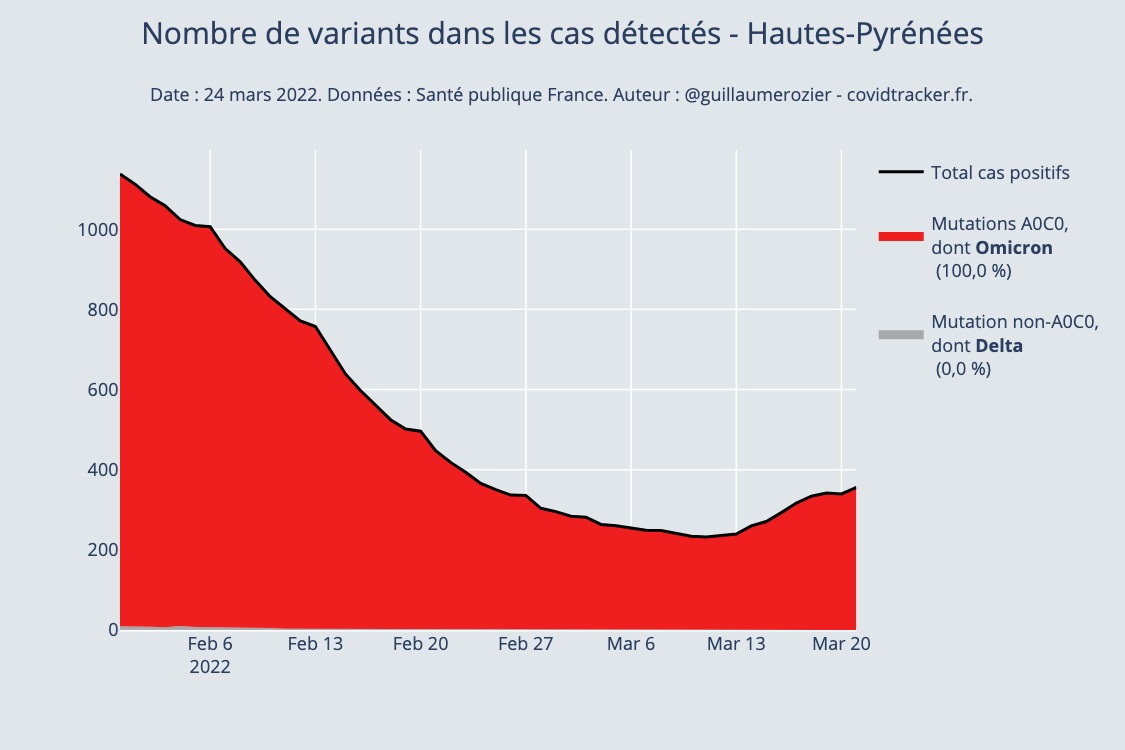 Nombre de variants dans les cas détectés - Hautes-Pyrénées
Date : 24 mars 2022. Données : Santé publique France. Auteur : @guillaumerozier - covidtracker.fr.
Total cas positifs
Mutations A0C0,
dont Omicron
(100,0 %)
Mutation non-A0C0,
dont Delta
(0,0 %)
1000
800
600
400
200
0
Feb 6
2022
Feb 13
Feb 20
Feb 27
Mar 6
Mar 13
Mar 20